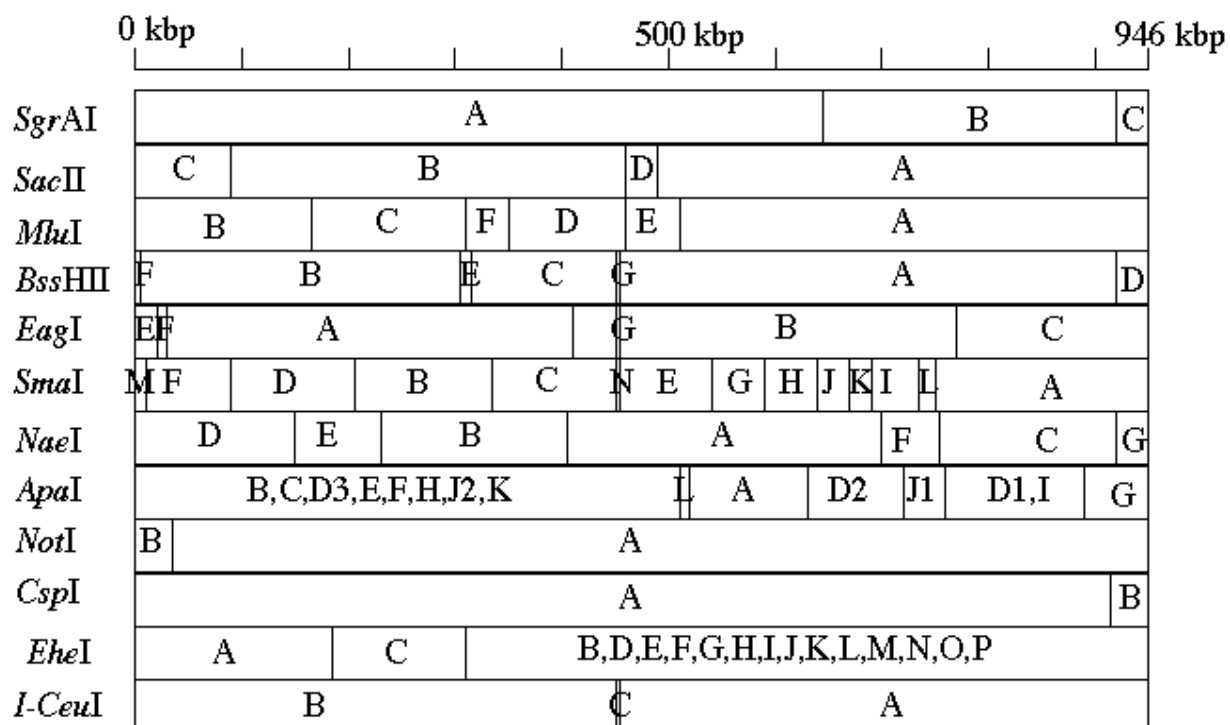 0 kbp 500 kbp 946 kbp
SgrAI A B C
SacII C B D A
MluI B C F D E A
BssHII F B E C G A D
EagI E F A G B C
SmaI M F D B C N E G H J K I L A
NaeI D E B A F C G
ApaI B,C,D3,E,F,H,J2,K L A D2 J1 D1,I G
NotI B A
CspI A B
EheI A C B,D,E,F,G,H,I,J,K,L,M,N,O,P
I-CeuI B C A